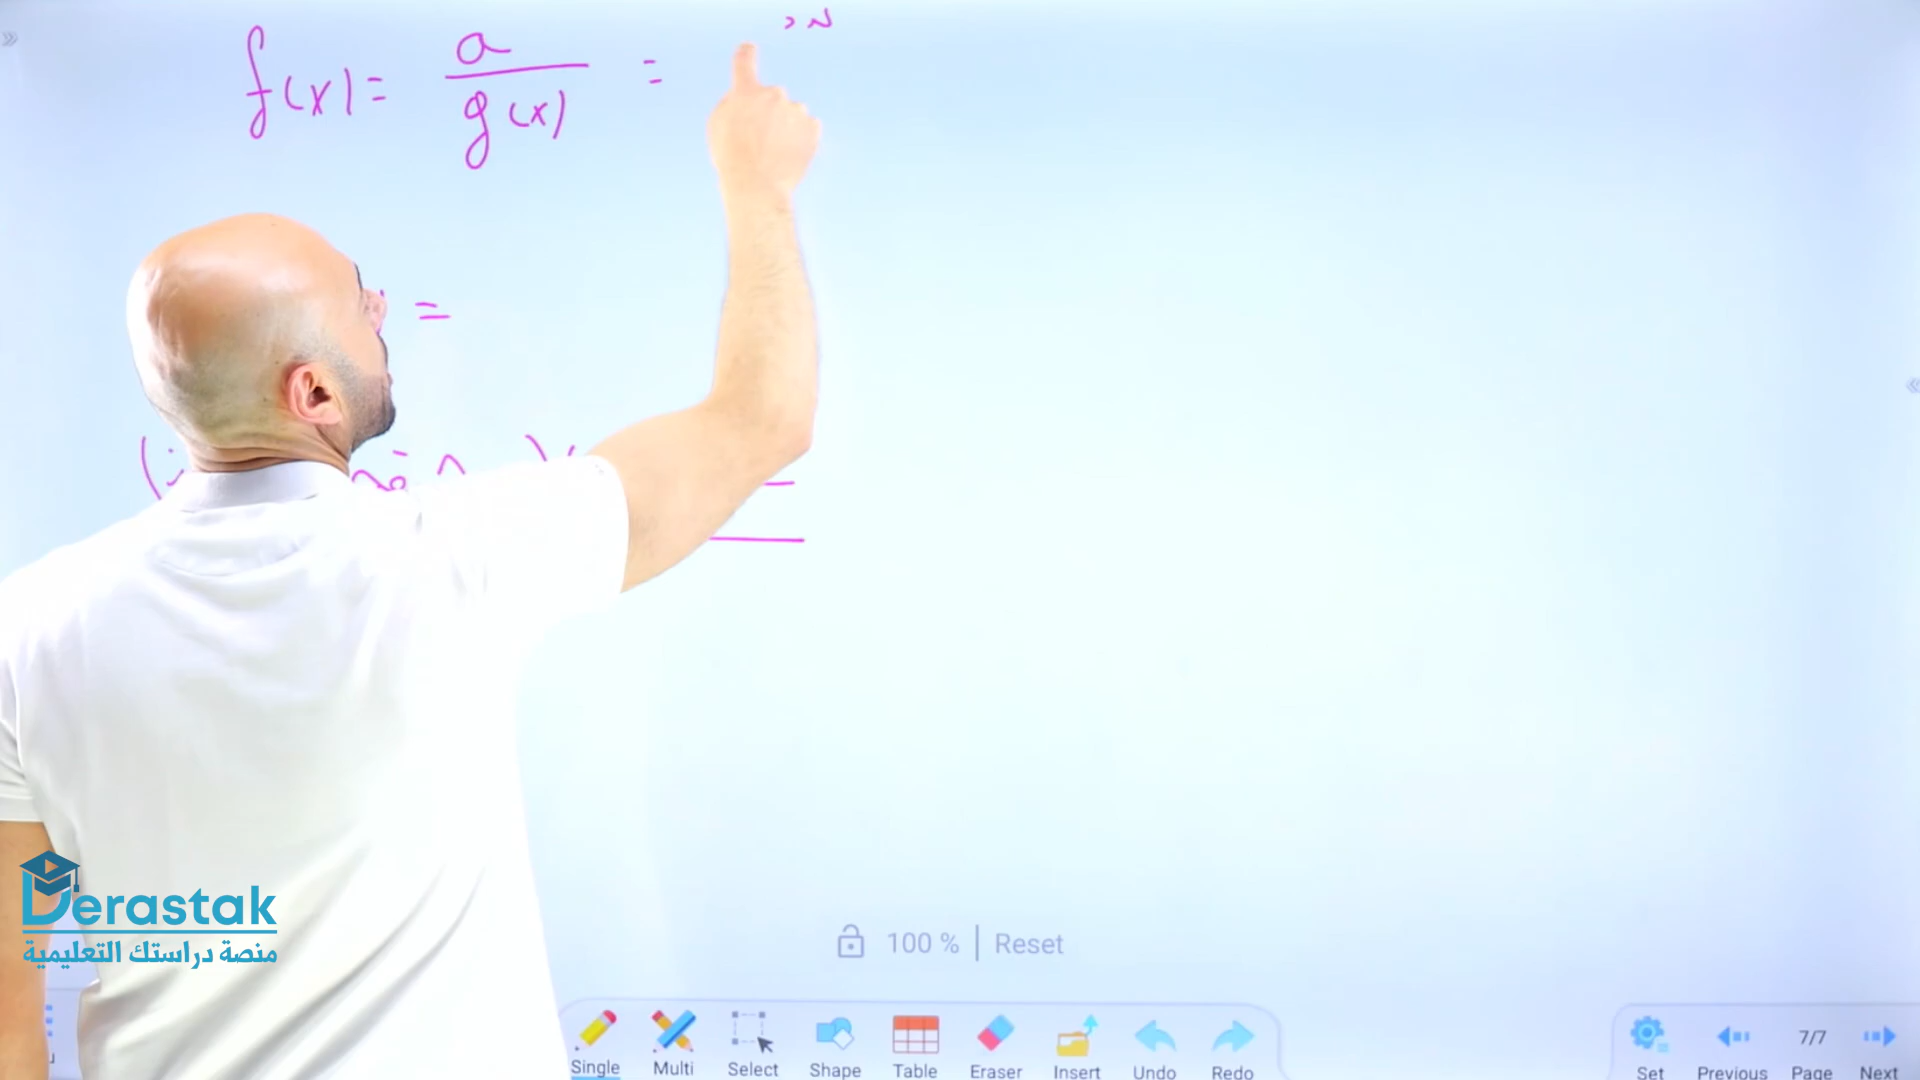 f(x) = a / g(x) =
=
Derastak
منصة دراستك التعليمية
100 % | Reset
Single Multi Select Shape Table Eraser Insert Undo Redo
Set Previous 7/7 Page Next